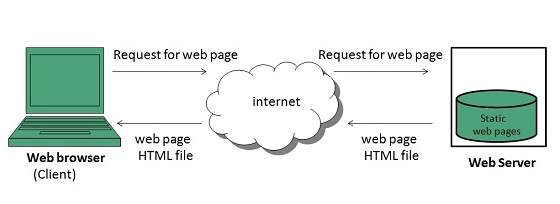 Request for web page
Request for web page
internet
Static
web pages
web page
HTML file
web page
HTML file
Web browser
(Client)
Web Server